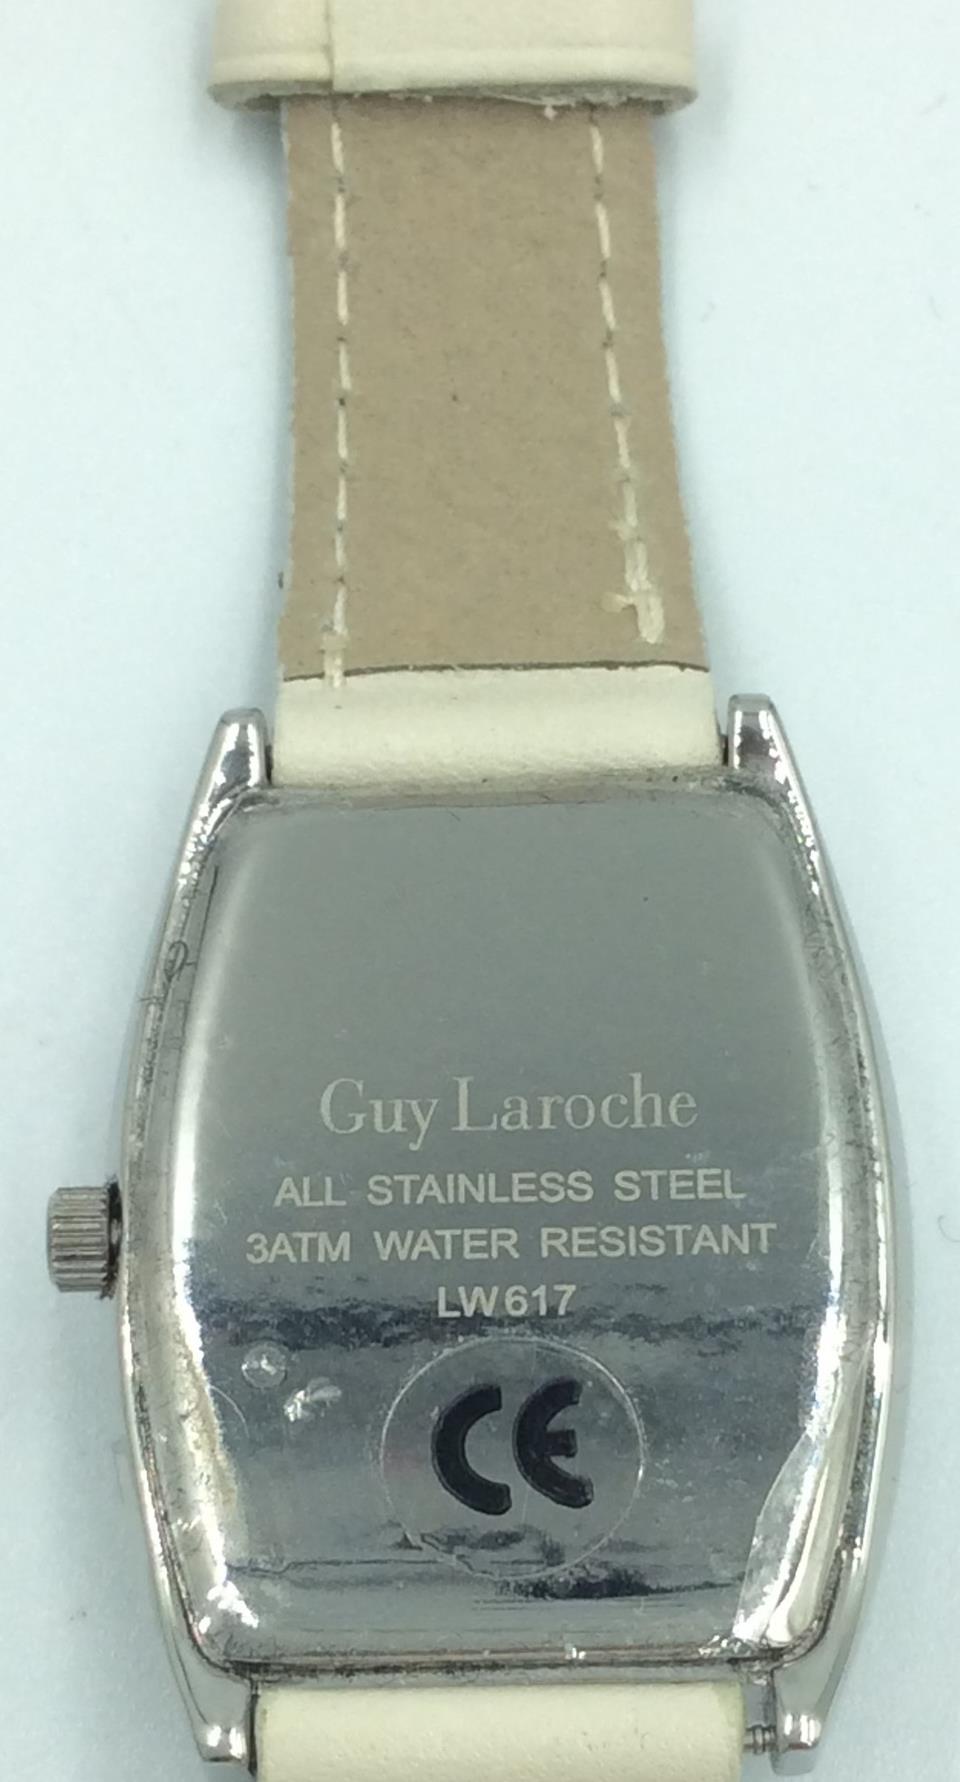 Guy Laroche
ALL STAINLESS STEEL
3ATM WATER RESISTANT
LW617
CE